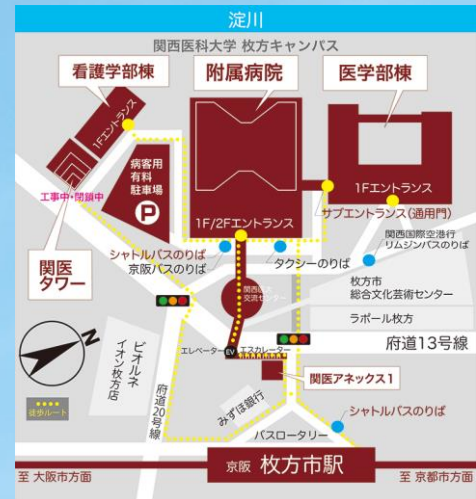 淀川
関西医科大学 枚方キャンパス
看護学部棟
附属病院
医学部棟
1Fエントランス
病客用
有料
駐車場
P
工事中・閉鎖中
関医
タワー
1F/2Fエントランス
1Fエントランス
サブエントランス(通用門)
シャトルバスのりば
京阪バスのりば
タクシーのりば
関西国際空港行
リムジンバスのりば
関西医大
交流センター
枚方市
総合文化芸術センター
ラポール枚方
府道13号線
エレベーター
EV
エスカレーター
N
ビオルネ
イオン枚方店
府道20号線
徒歩ルート
関医アネックス1
みずほ銀行
シャトルバスのりば
バスロータリー
京阪 枚方市駅
至 大阪市方面
至 京都市方面